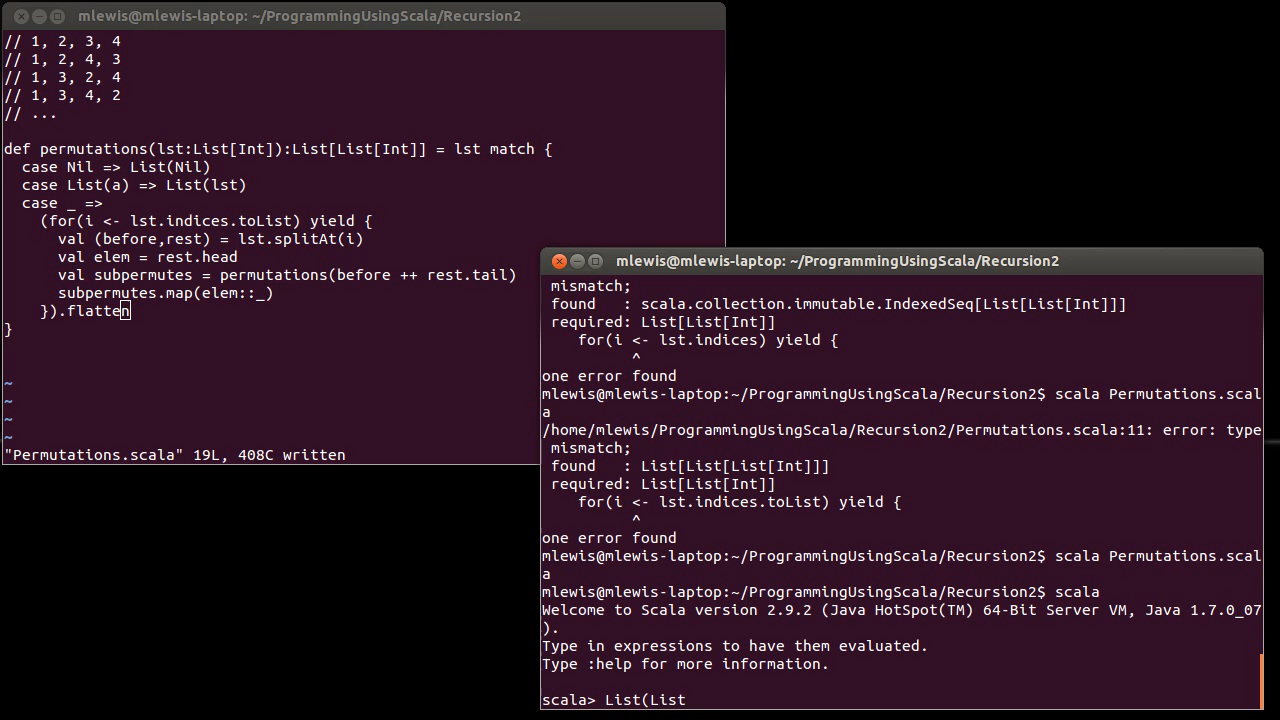 mlewis@mlewis-laptop: ~/ProgrammingUsingScala/Recursion2
// 1, 2, 3, 4
// 1, 2, 4, 3
// 1, 3, 2, 4
// 1, 3, 4, 2
// ...
def permutations(lst:List[Int]):List[List[Int]] = lst match {
  case Nil => List(Nil)
  case List(a) => List(lst)
  case _ =>
    (for(i <- lst.indices.toList) yield {
      val (before,rest) = lst.splitAt(i)
      val elem = rest.head
      val subpermutes = permutations(before ++ rest.tail)
      subpermutes.map(elem::_)
    }).flatten
}
~
~
~
~
"Permutations.scala" 19L, 408C written
mlewis@mlewis-laptop: ~/ProgrammingUsingScala/Recursion2
 mismatch;
 found   : scala.collection.immutable.IndexedSeq[List[List[Int]]]
 required: List[List[Int]]
    for(i <- lst.indices) yield {
          ^
one error found
mlewis@mlewis-laptop:~/ProgrammingUsingScala/Recursion2$ scala Permutations.scal
a
/home/mlewis/ProgrammingUsingScala/Recursion2/Permutations.scala:11: error: type
 mismatch;
 found   : List[List[List[Int]]]
 required: List[List[Int]]
    for(i <- lst.indices.toList) yield {
          ^
one error found
mlewis@mlewis-laptop:~/ProgrammingUsingScala/Recursion2$ scala Permutations.scal
a
mlewis@mlewis-laptop:~/ProgrammingUsingScala/Recursion2$ scala
Welcome to Scala version 2.9.2 (Java HotSpot(TM) 64-Bit Server VM, Java 1.7.0_07
).
Type in expressions to have them evaluated.
Type :help for more information.
scala> List(List